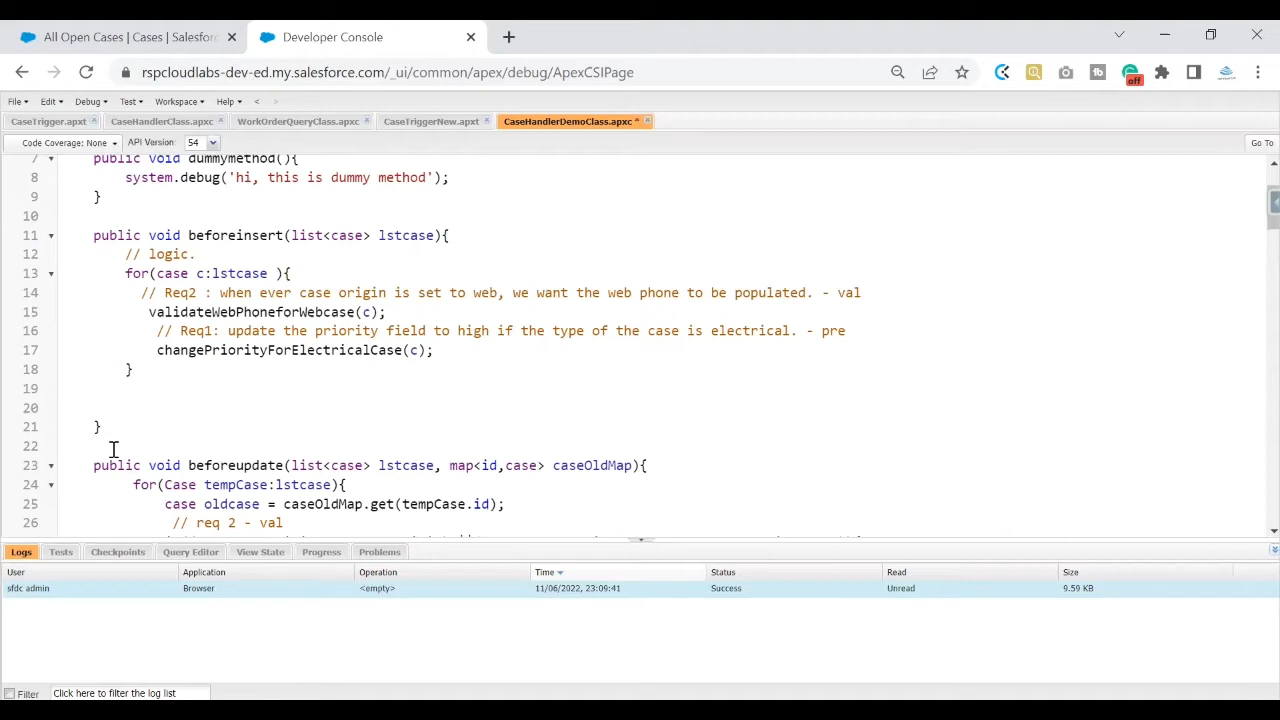 All Open Cases | Cases | Salesfor
Developer Console
rspcloudlabs-dev-ed.my.salesforce.com/_ui/common/apex/debug/ApexCSIPage
off
File Edit Debug Test Workspace Help < >
CaseTrigger.apxt CaseHandlerClass.apxc WorkOrderQueryClass.apxc CaseTriggerNew.apxt CaseHandlerDemoClass.apxc *
Code Coverage: None API Version: 54 Go To
7 public void dummymethod(){
8 system.debug('hi, this is dummy method');
9 }
10
11 public void beforeinsert(list<case> lstcase){
12 // logic.
13 for(case c:lstcase ){
14 // Req2 : when ever case origin is set to web, we want the web phone to be populated. - val
15 validateWebPhoneforWebcase(c);
16 // Req1: update the priority field to high if the type of the case is electrical. - pre
17 changePriorityForElectricalCase(c);
18 }
19
20
21 }
22
23 public void beforeupdate(list<case> lstcase, map<id,case> caseOldMap){
24 for(Case tempCase:lstcase){
25 case oldcase = caseOldMap.get(tempCase.id);
26 // req 2 - val
Logs Tests Checkpoints Query Editor View State Progress Problems
User Application Operation Time Status Read Size
sfdc admin Browser <empty> 11/06/2022, 23:09:41 Success Unread 9.59 KB
Filter Click here to filter the log list